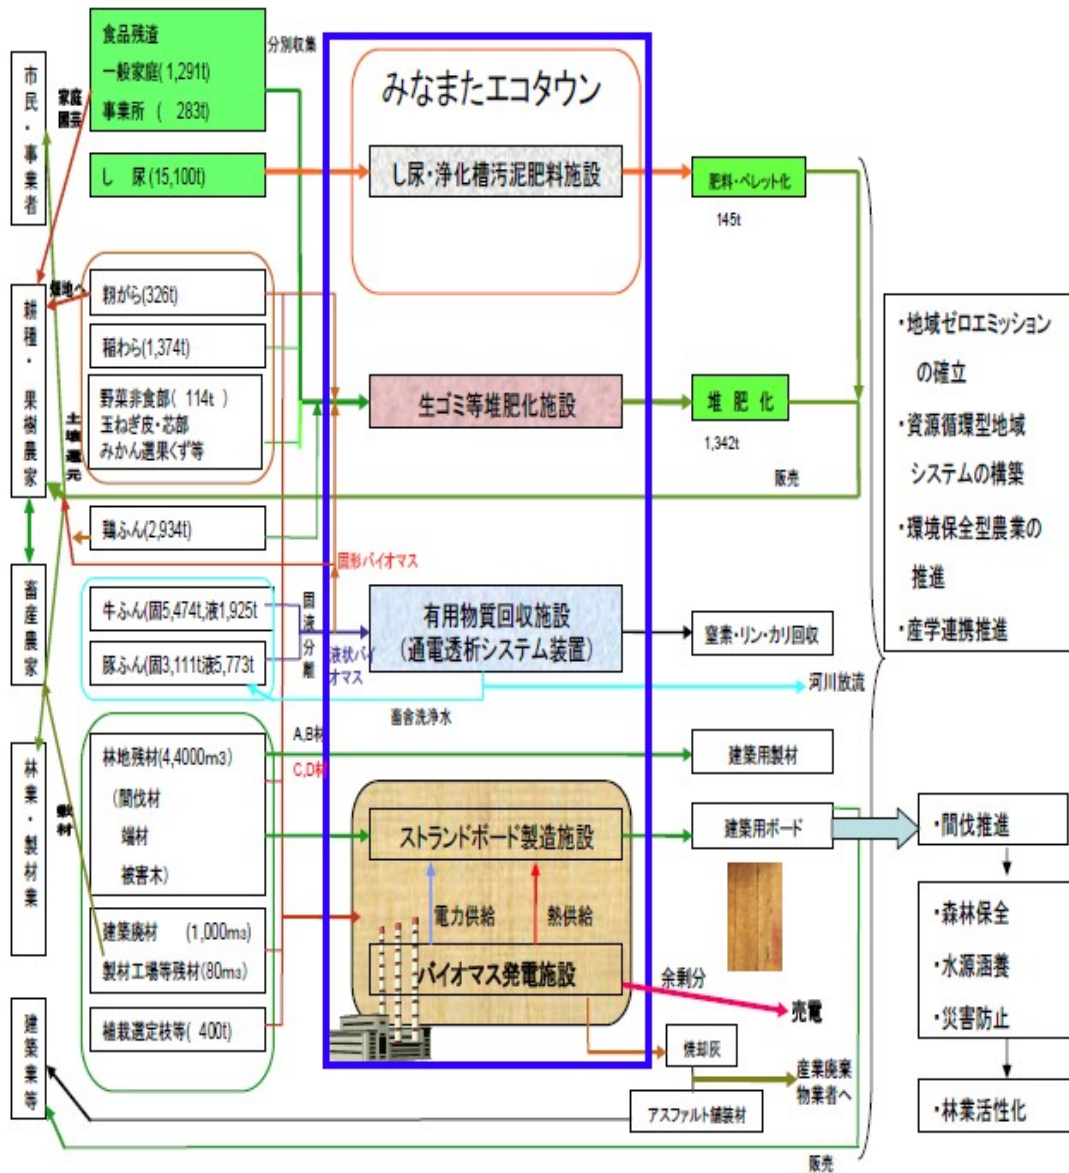 食品残渣
一般家庭(1,291t)
事業所 ( 283t)
分別収集
市民・事業者
家庭園芸
し 尿(15,100t)
みなまたエコタウン
し尿・浄化槽汚泥肥料施設
肥料・ペレット化
145t
耕種・果樹農家
畑地へ
籾がら(326t)
稲わら(1,374t)
野菜非食部( 114t )
玉ねぎ皮・芯部
みかん選果くず等
土壌還元
生ゴミ等堆肥化施設
堆 肥 化
1,342t
販売
鶏ふん(2,934t)
固形バイオマス
畜産農家
牛ふん(固5,474t,液1,925t
豚ふん(固3,111t液5,773t
固液分離
液状バイ
オマス
有用物質回収施設
(通電透析システム装置)
窒素・リン・カリ回収
河川放流
畜舎洗浄水
林業・製材業
敷材
林地残材(4,4000m3)
(間伐材
端材
被害木)
A,B材
C,D材
建築用製材
ストランドボード製造施設
建築用ボード
電力供給
熱供給
バイオマス発電施設
建築廃材 (1,000m3)
製材工場等残材(80m3)
植栽選定枝等( 400t)
余剰分
売電
焼却灰
産業廃棄
物業者へ
アスファルト舗装材
建築業等
販売
・地域ゼロエミッション
の確立
・資源循環型地域
システムの構築
・環境保全型農業の
推進
・産学連携推進
・間伐推進
・森林保全
・水源涵養
・災害防止
・林業活性化